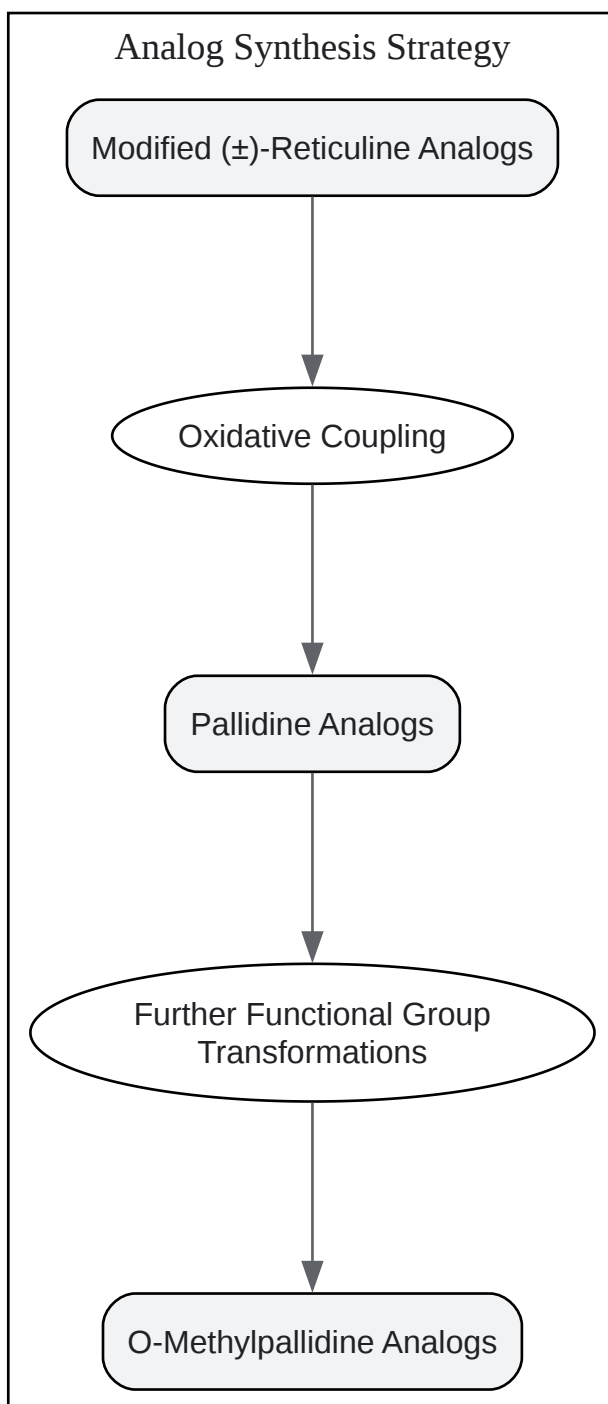 Analog Synthesis Strategy
Modified (±)-Reticuline Analogs
Oxidative Coupling
Pallidine Analogs
Further Functional Group
Transformations
O-Methylpallidine Analogs